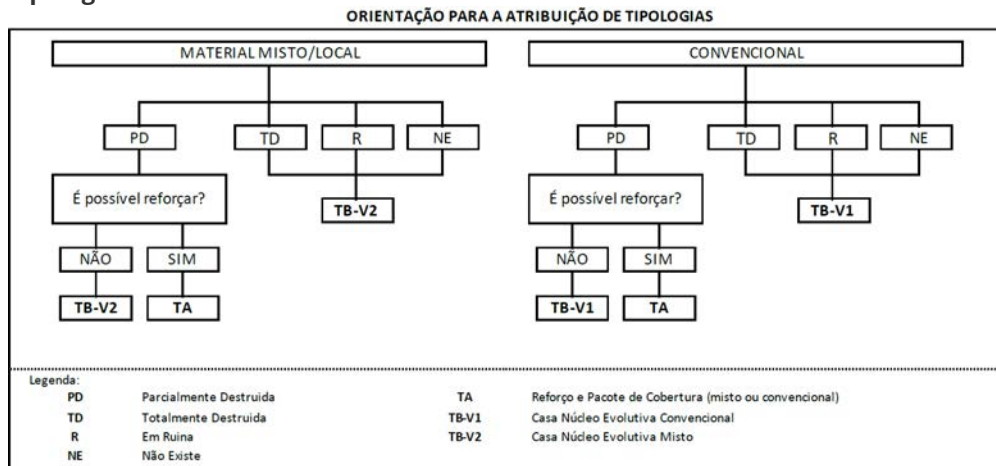 ORIENTAÇÃO PARA A ATRIBUIÇÃO DE TIPOLOGIAS
MATERIAL MISTO/LOCAL
CONVENCIONAL
PD TD R NE
PD TD R NE
É possível reforçar?
TB-V2
É possível reforçar?
TB-V1
NÃO SIM
NÃO SIM
TB-V2 TA
TB-V1 TA
Legenda:
PD Parcialmente Destruida
TA Reforço e Pacote de Cobertura (misto ou convencional)
TD Totalmente Destruida
TB-V1 Casa Núcleo Evolutiva Convencional
R Em Ruina
TB-V2 Casa Núcleo Evolutiva Misto
NE Não Existe